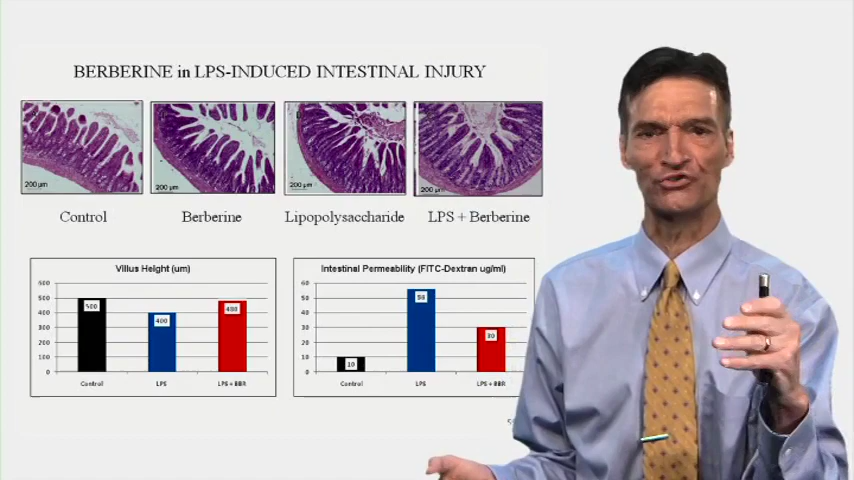 BERBERINE in LPS-INDUCED INTESTINAL INJURY
200 µm
200 µm
200 µm
200 µm
Control
Berberine
Lipopolysaccharide
LPS + Berberine
Villus Height (um)
600
500
400
300
200
100
0
500
400
480
Control
LPS
LPS + BBR
Intestinal Permeability (FITC-Dextran ug/ml)
60
50
40
30
20
10
0
10
30
Control
LPS
LPS + BBR